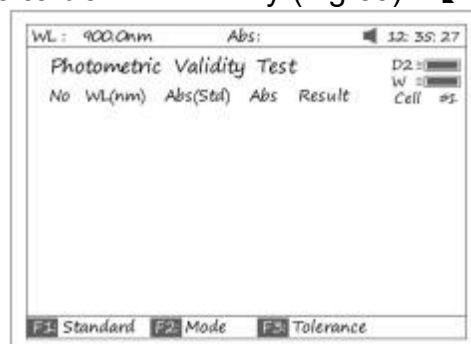 WL: 900.0nm Abs: 12:35:27
Photometric Validity Test D2:
W:
No WL(nm) Abs(Std) Abs Result Cell #1
F1: Standard F2: Mode F3: Tolerance